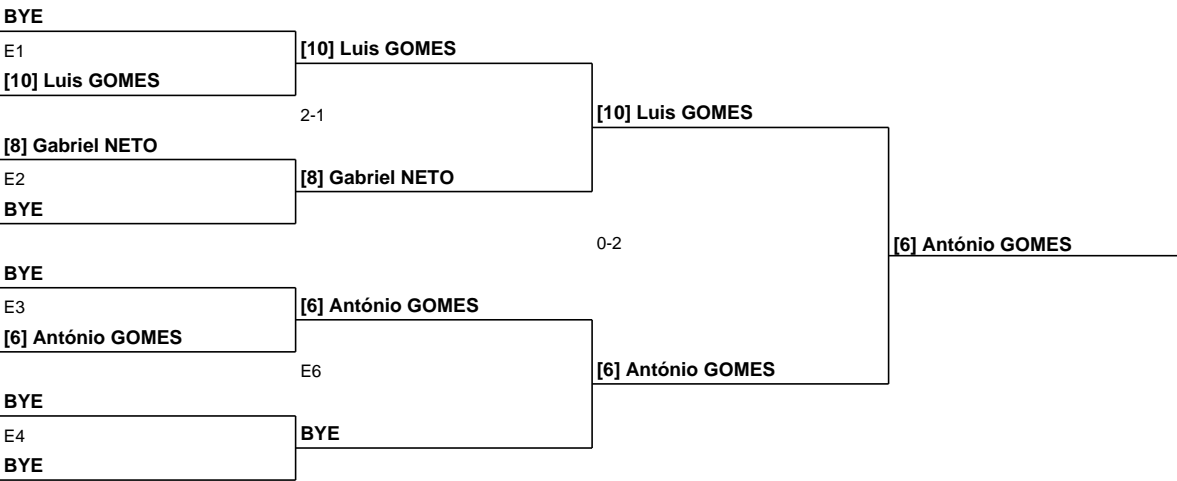 BYE
E1
[10] Luis GOMES
[10] Luis GOMES
2-1
[10] Luis GOMES
[8] Gabriel NETO
E2
[8] Gabriel NETO
BYE
0-2
[6] António GOMES
BYE
E3
[6] António GOMES
[6] António GOMES
E6
[6] António GOMES
BYE
E4
BYE
BYE